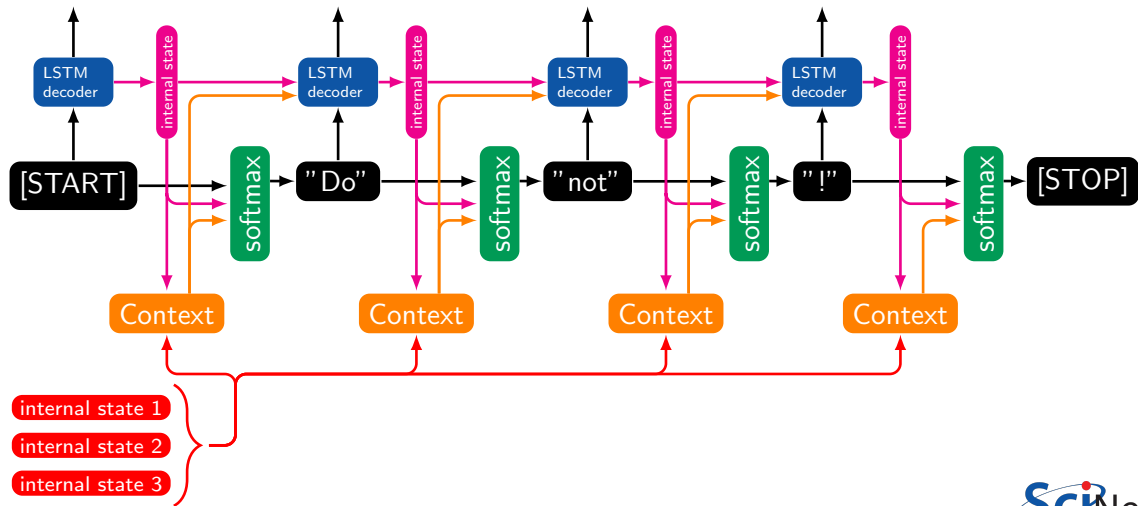 LSTM
decoder
internal state
LSTM
decoder
internal state
LSTM
decoder
internal state
LSTM
decoder
internal state
[START]
softmax
"Do"
softmax
"not"
softmax
"!"
softmax
[STOP]
Context
Context
Context
Context
internal state 1
internal state 2
internal state 3